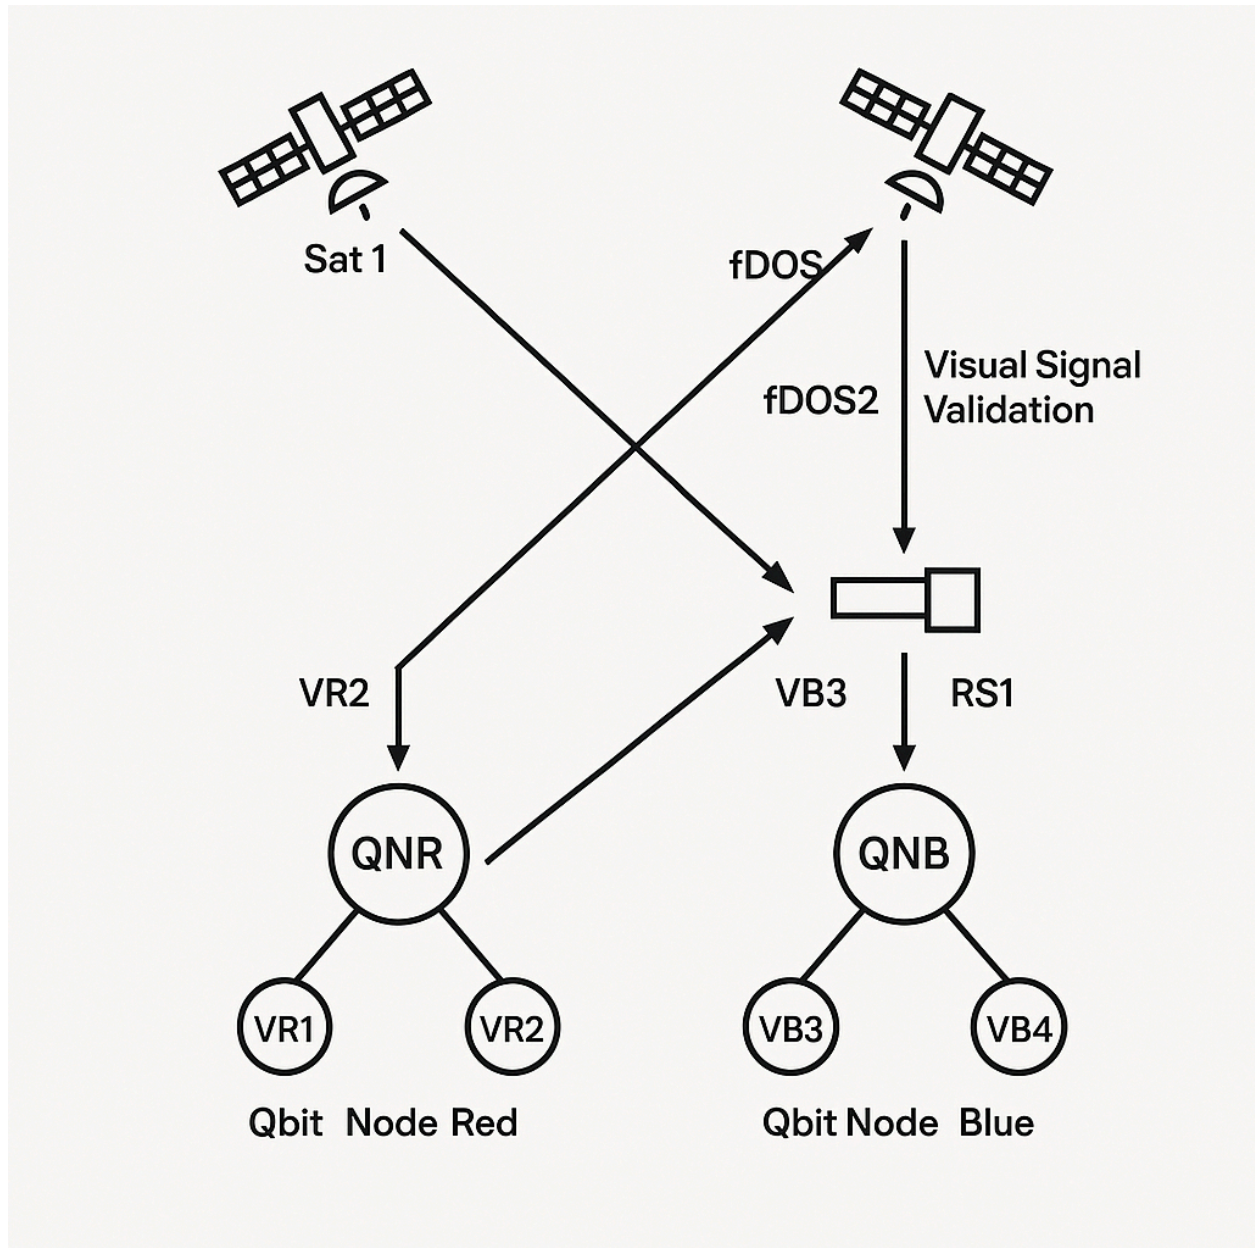 Sat 1
fDOS
fDOS2
Visual Signal
Validation
VR2
VB3
RS1
QNR
QNB
VR1
VR2
VB3
VB4
Qbit Node Red
Qbit Node Blue